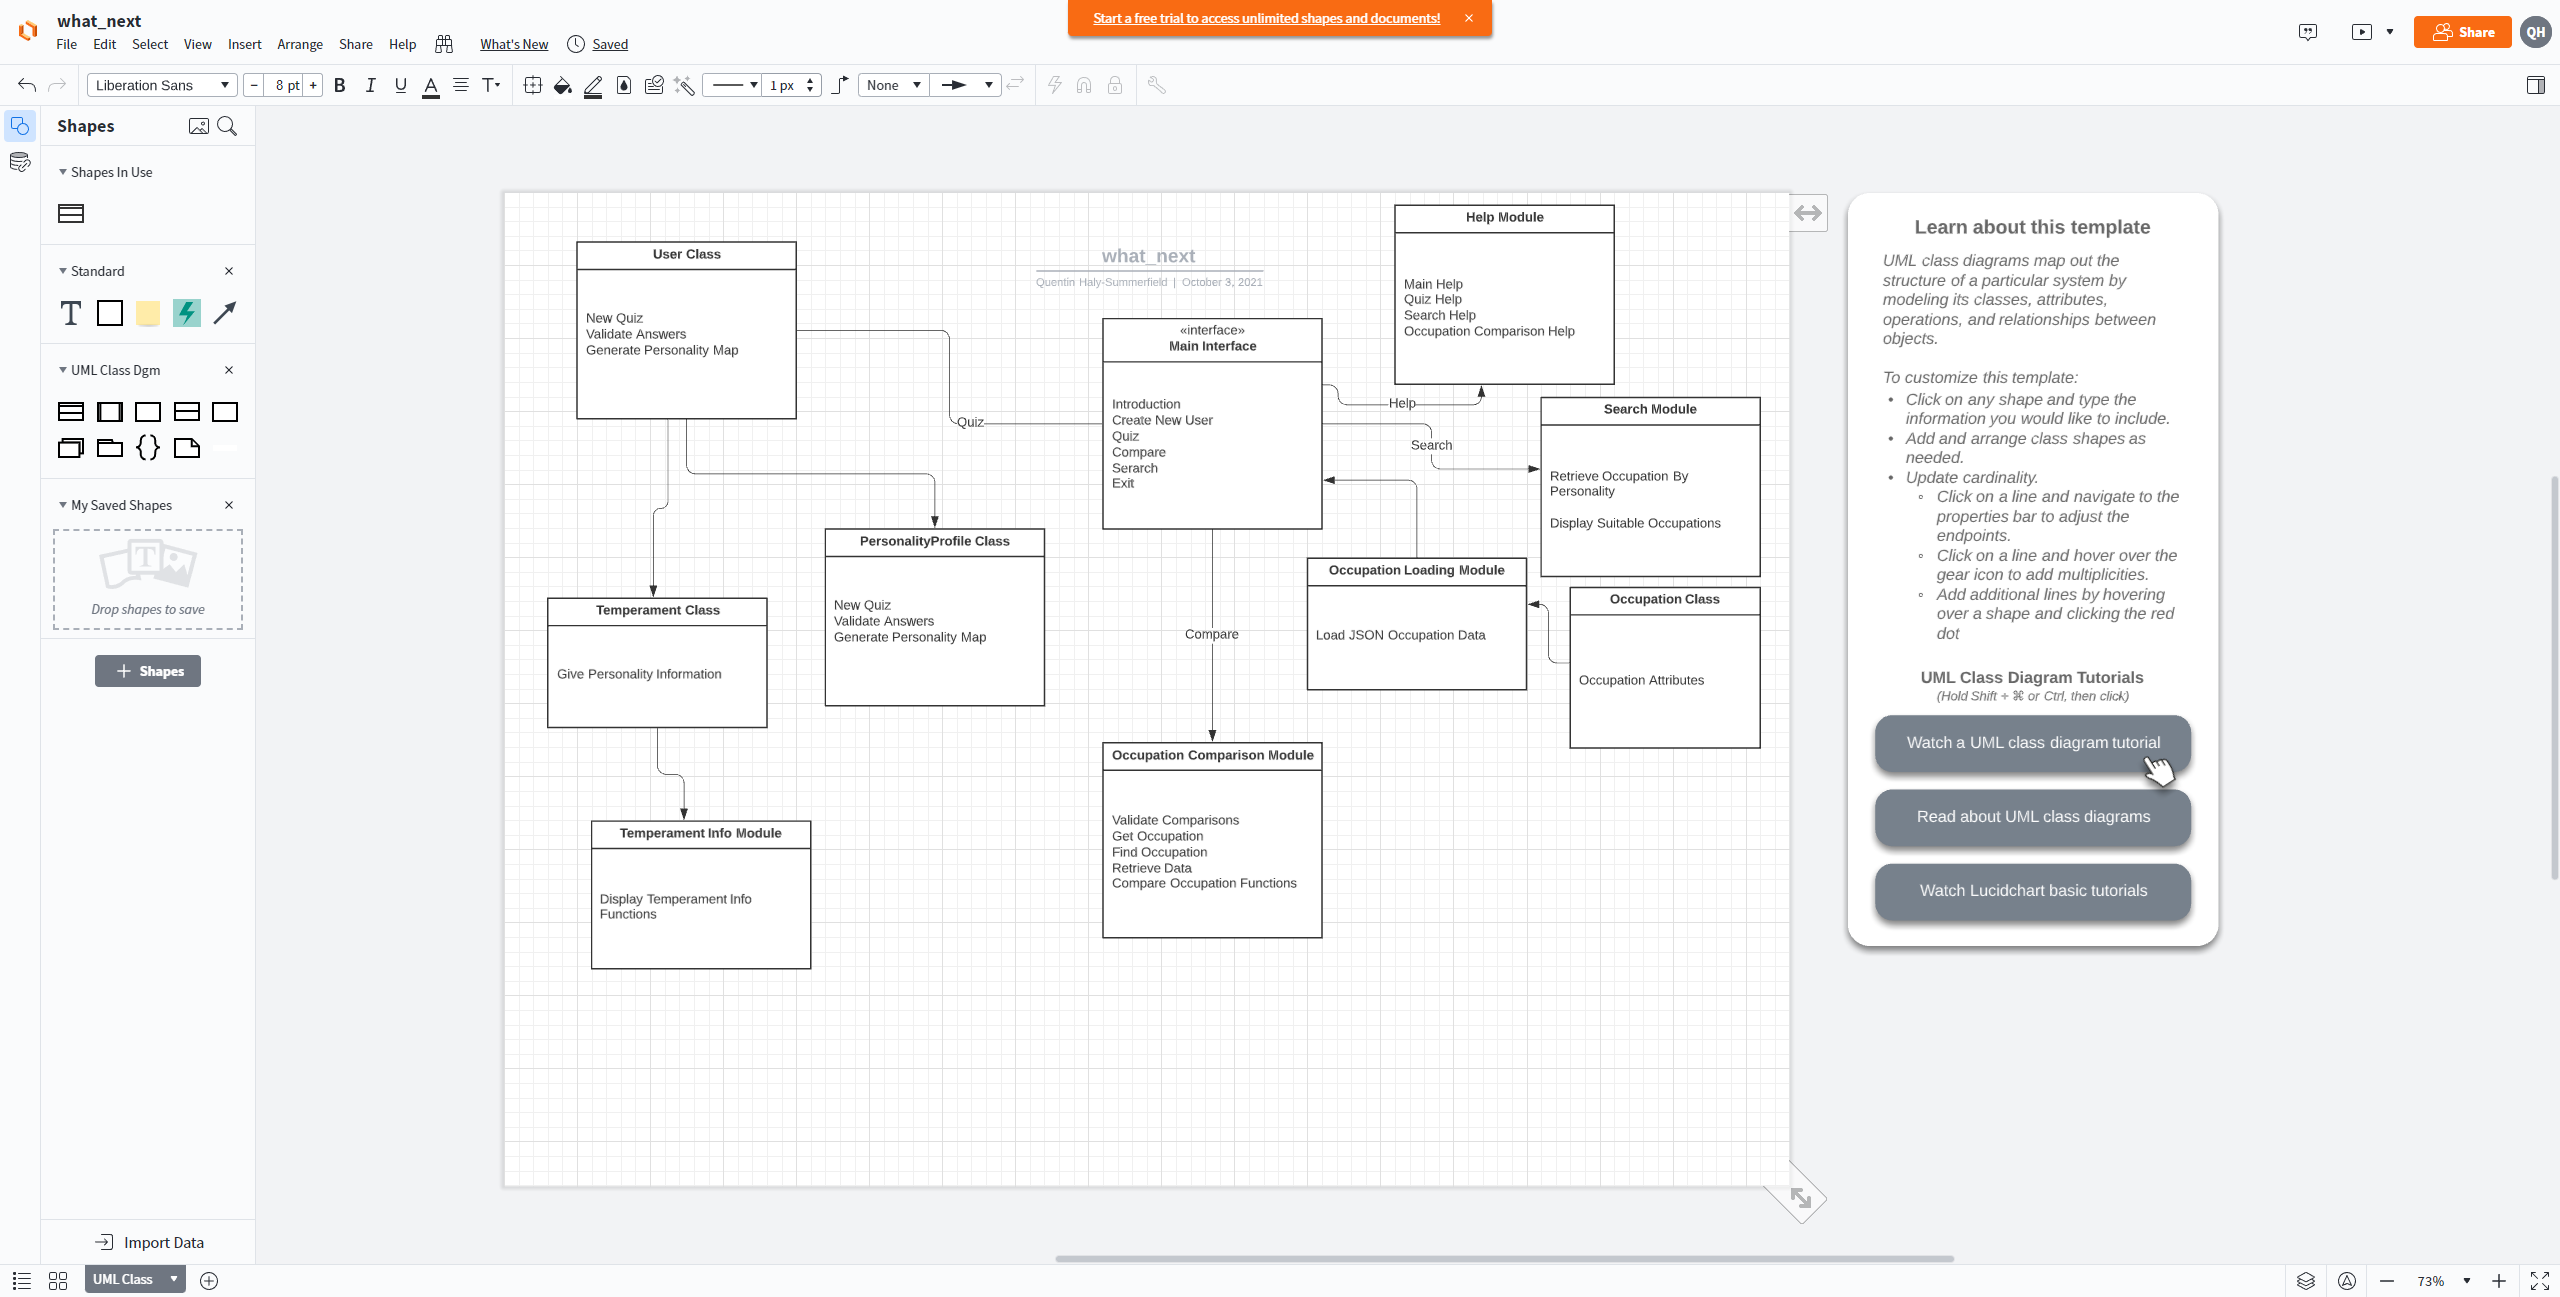 what_next
Start a free trial to access unlimited shapes and documents!
File Edit Select View Insert Arrange Share Help What's New Saved
Share
QH
Liberation Sans
8 pt
1 px
None
Shapes
Shapes In Use
Standard
UML Class Dgm
My Saved Shapes
Drop shapes to save
+ Shapes
Import Data
what_next
Quentin Haly-Summerfield | October 3, 2021
User Class
New Quiz
Validate Answers
Generate Personality Map
Quiz
«interface»
Main Interface
Introduction
Create New User
Quiz
Compare
Serarch
Exit
Help Module
Main Help
Quiz Help
Search Help
Occupation Comparison Help
Help
Search
Search Module
Retrieve Occupation By
Personality
Display Suitable Occupations
PersonalityProfile Class
New Quiz
Validate Answers
Generate Personality Map
Temperament Class
Give Personality Information
Compare
Occupation Loading Module
Load JSON Occupation Data
Occupation Class
Occupation Attributes
Occupation Comparison Module
Validate Comparisons
Get Occupation
Find Occupation
Retrieve Data
Compare Occupation Functions
Temperament Info Module
Display Temperament Info
Functions
Learn about this template
UML class diagrams map out the
structure of a particular system by
modeling its classes, attributes,
operations, and relationships between
objects.
To customize this template:
• Click on any shape and type the
information you would like to include.
• Add and arrange class shapes as
needed.
• Update cardinality.
◦ Click on a line and navigate to the
properties bar to adjust the
endpoints.
◦ Click on a line and hover over the
gear icon to add multiplicities.
◦ Add additional lines by hovering
over a shape and clicking the red
dot
UML Class Diagram Tutorials
(Hold Shift + ⌘ or Ctrl, then click)
Watch a UML class diagram tutorial
Read about UML class diagrams
Watch Lucidchart basic tutorials
UML Class
73%